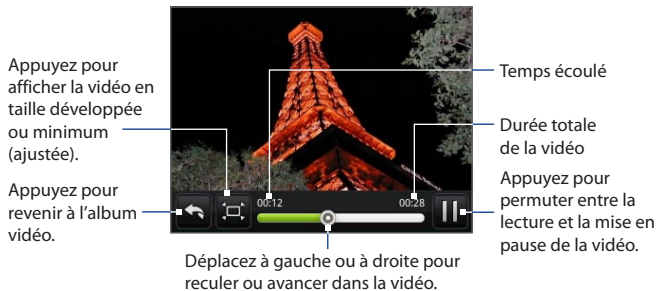 Appuyez pour
afficher la vidéo en
taille développée
ou minimum
(ajustée).
Appuyez pour
revenir à l'album
vidéo.
00:12
00:28
Temps écoulé
Durée totale
de la vidéo
Appuyez pour
permuter entre la
lecture et la mise en
pause de la vidéo.
Déplacez à gauche ou à droite pour
reculer ou avancer dans la vidéo.